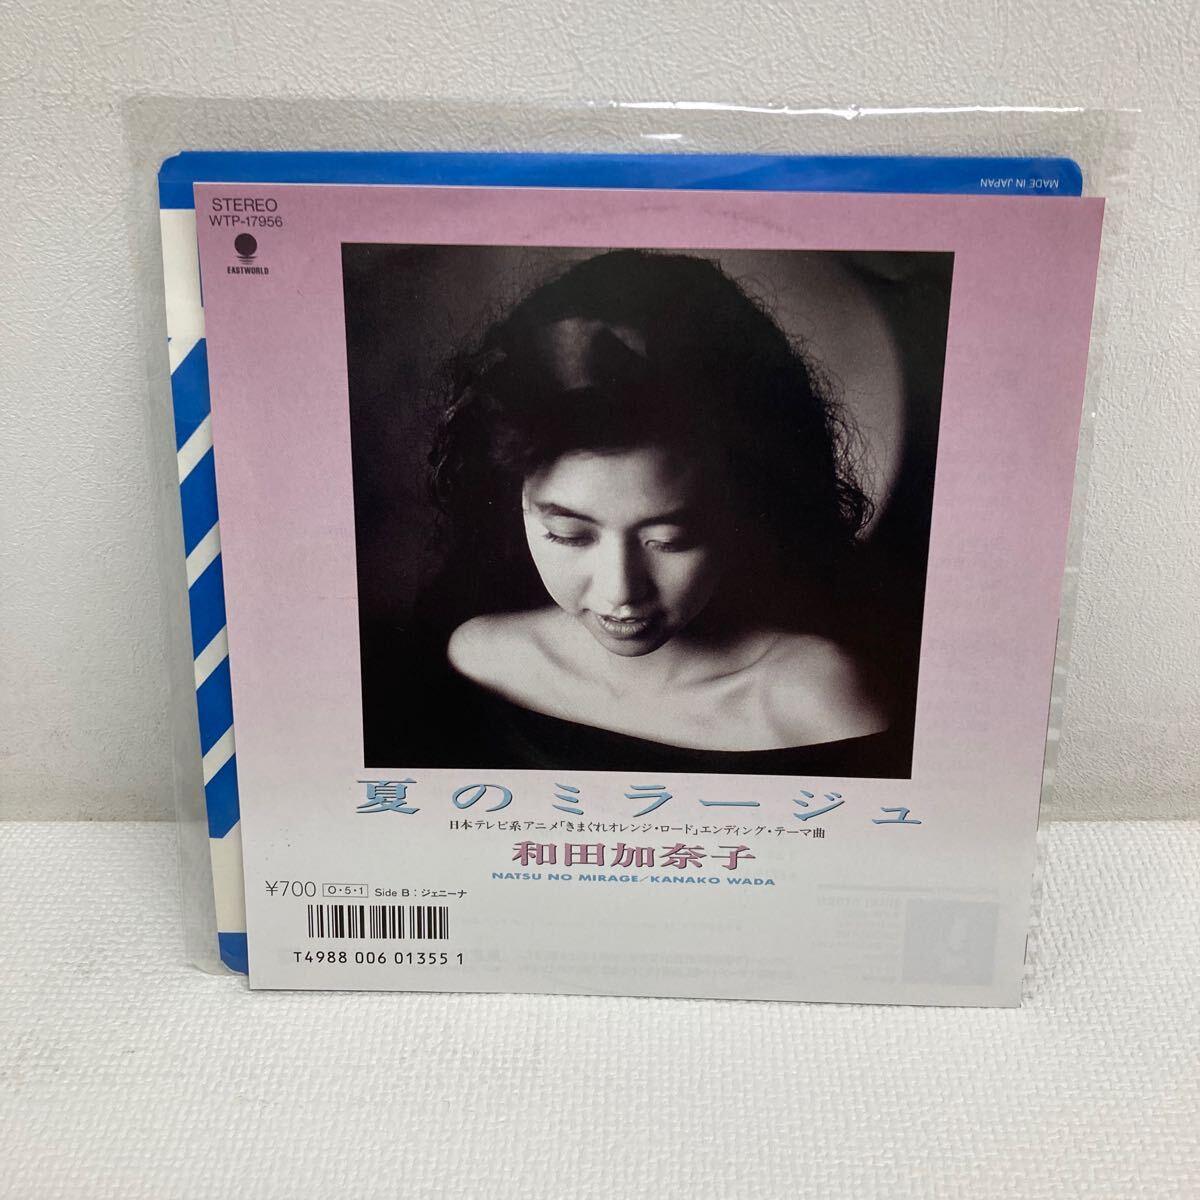 MADE IN JAPAN
STEREO
WTP-17956
EASTWORLD
夏のミラージュ
日本テレビ系アニメ「きまぐれオレンジ・ロード」エンディング・テーマ曲
和田加奈子
NATSU NO MIRAGE/KANAKO WADA
¥700 O・5・1 Side B：ジェニーナ
T4988 006 01355 1